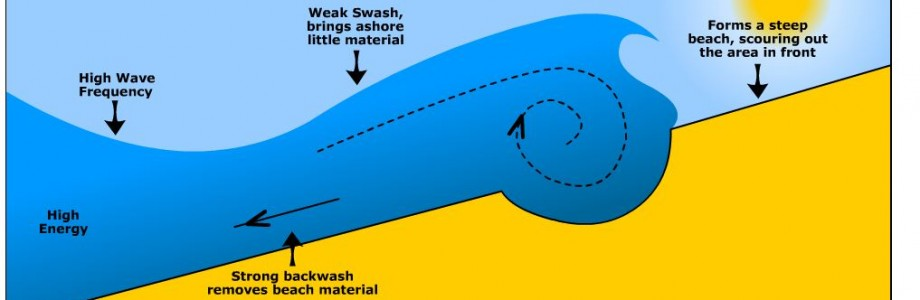 Weak Swash,
brings ashore
little material
Forms a steep
beach, scouring out
the area in front
High Wave
Frequency
High
Energy
Strong backwash
removes beach material